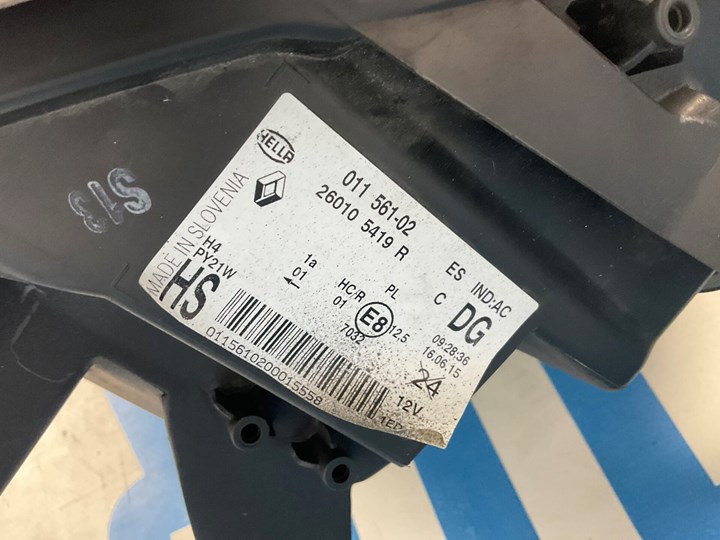 HELLA
011 561-02
26010 5419 R
MADE IN SLOVENIA
H4
PY21W
HS
1a
01
←
HC/R
01
PL
E8
12,5
7032
ES
C
IND:AC
DG
09:28:36
16.06.15
24
12V
0115610200015558
1ED